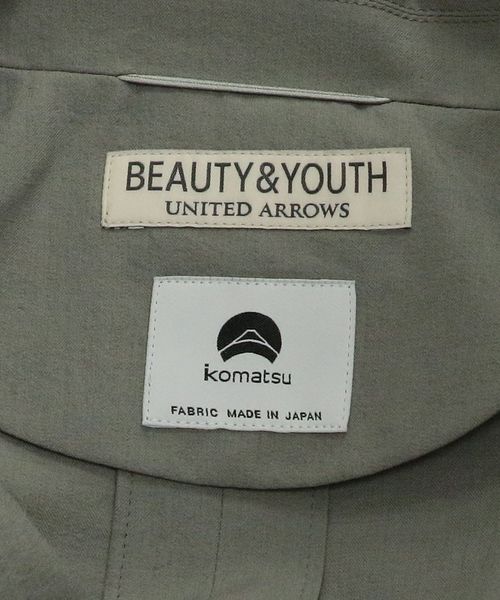 BEAUTY&YOUTH
UNITED ARROWS
komatsu
FABRIC MADE IN JAPAN